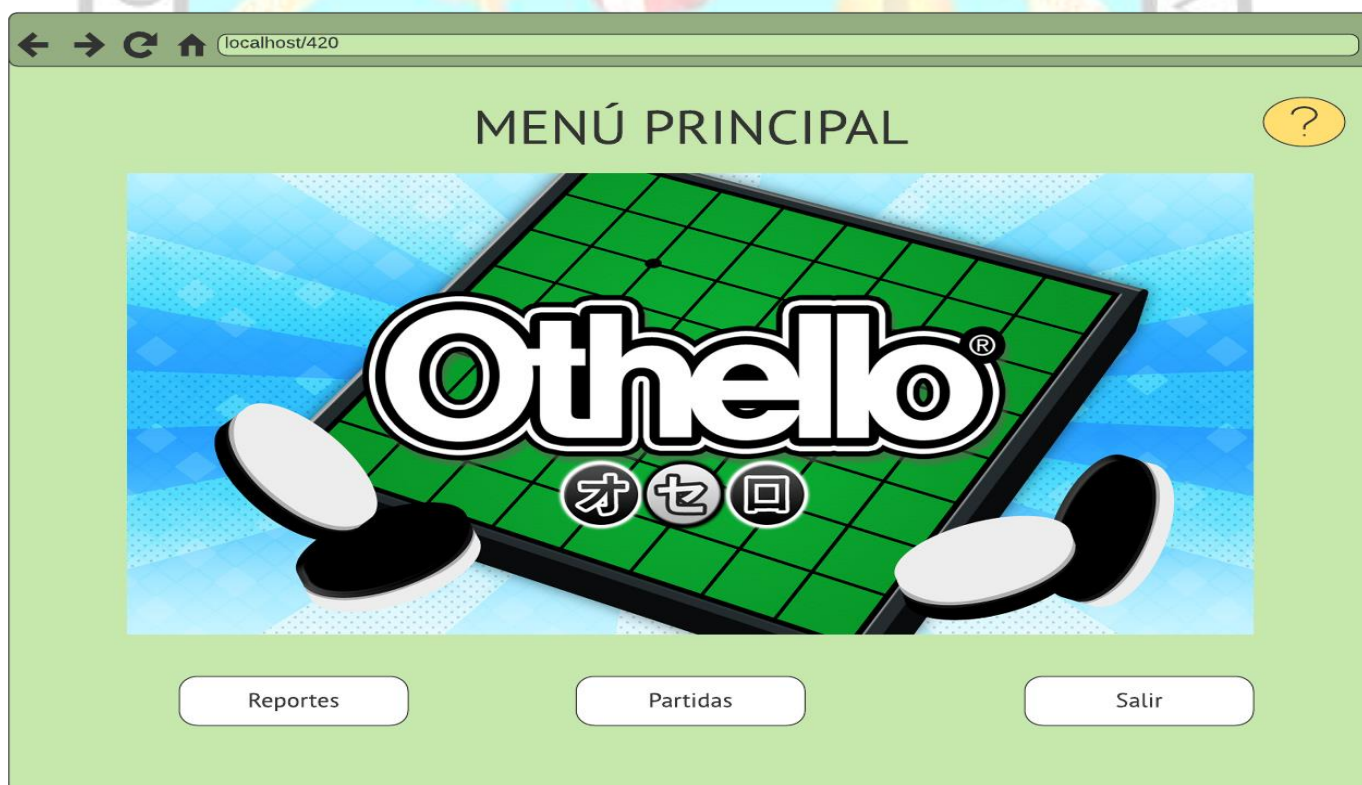 localhost/420
MENÚ PRINCIPAL
?
Othello®
オセロ
Reportes
Partidas
Salir